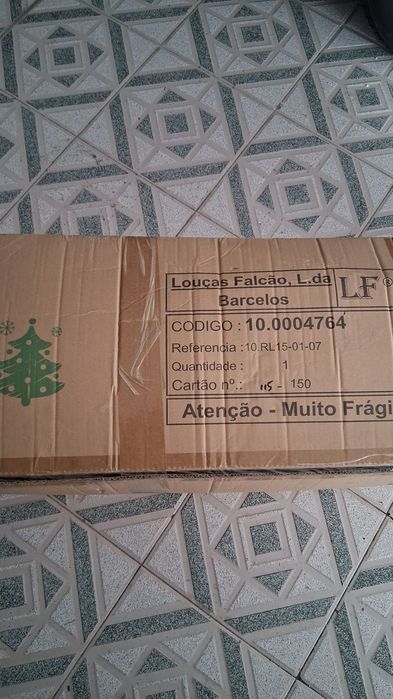 Louças Falcão, L.da
Barcelos
LF®
CODIGO : 10.0004764
Referencia : 10.RL15-01-07
Quantidade : 1
Cartão nº.: 115 - 150
Atenção - Muito Frági